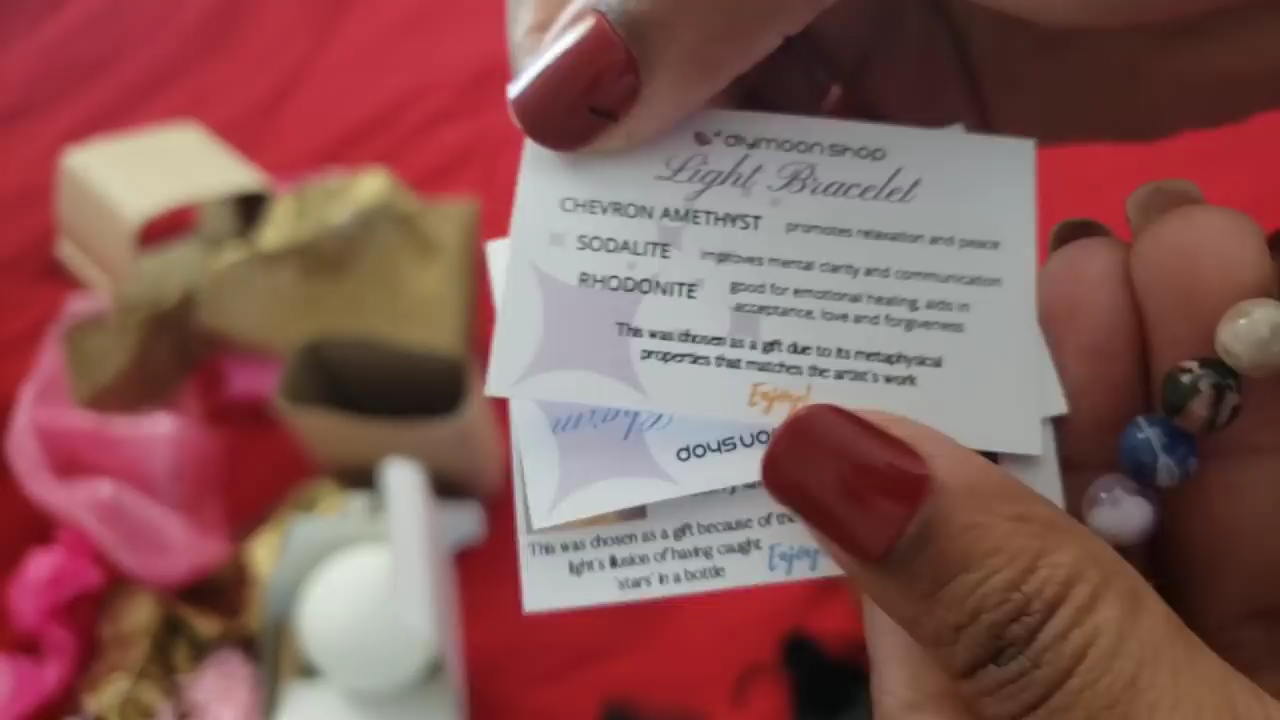 diymoon shop
Light Bracelet
CHEVRON AMETHYST promotes relaxation and peace
SODALITE improves mental clarity and communication
RHODONITE good for emotional healing, aids in
acceptance, love and forgiveness
This was chosen as a gift due to its metaphysical
properties that matches the artist's work
Enjoy!
Charm
on shop
This was chosen as a gift because of the
light's illusion of having caught
'stars' in a bottle
Enjoy